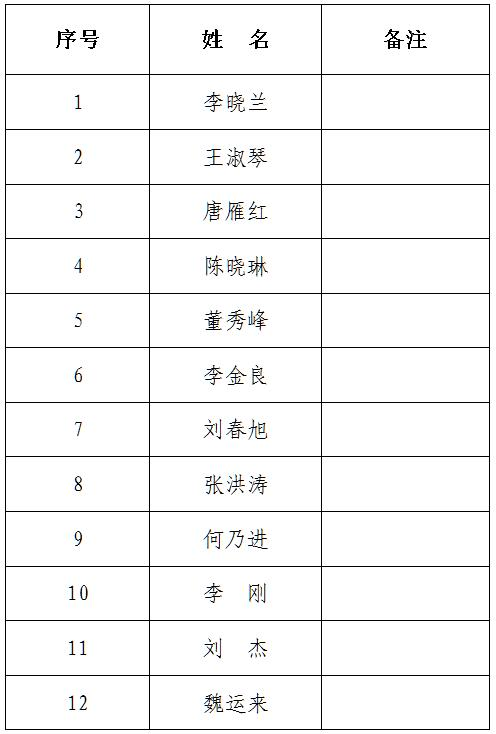 序号 姓 名 备注
1 李晓兰
2 王淑琴
3 唐雁红
4 陈晓琳
5 董秀峰
6 李金良
7 刘春旭
8 张洪涛
9 何乃进
10 李 刚
11 刘 杰
12 魏运来